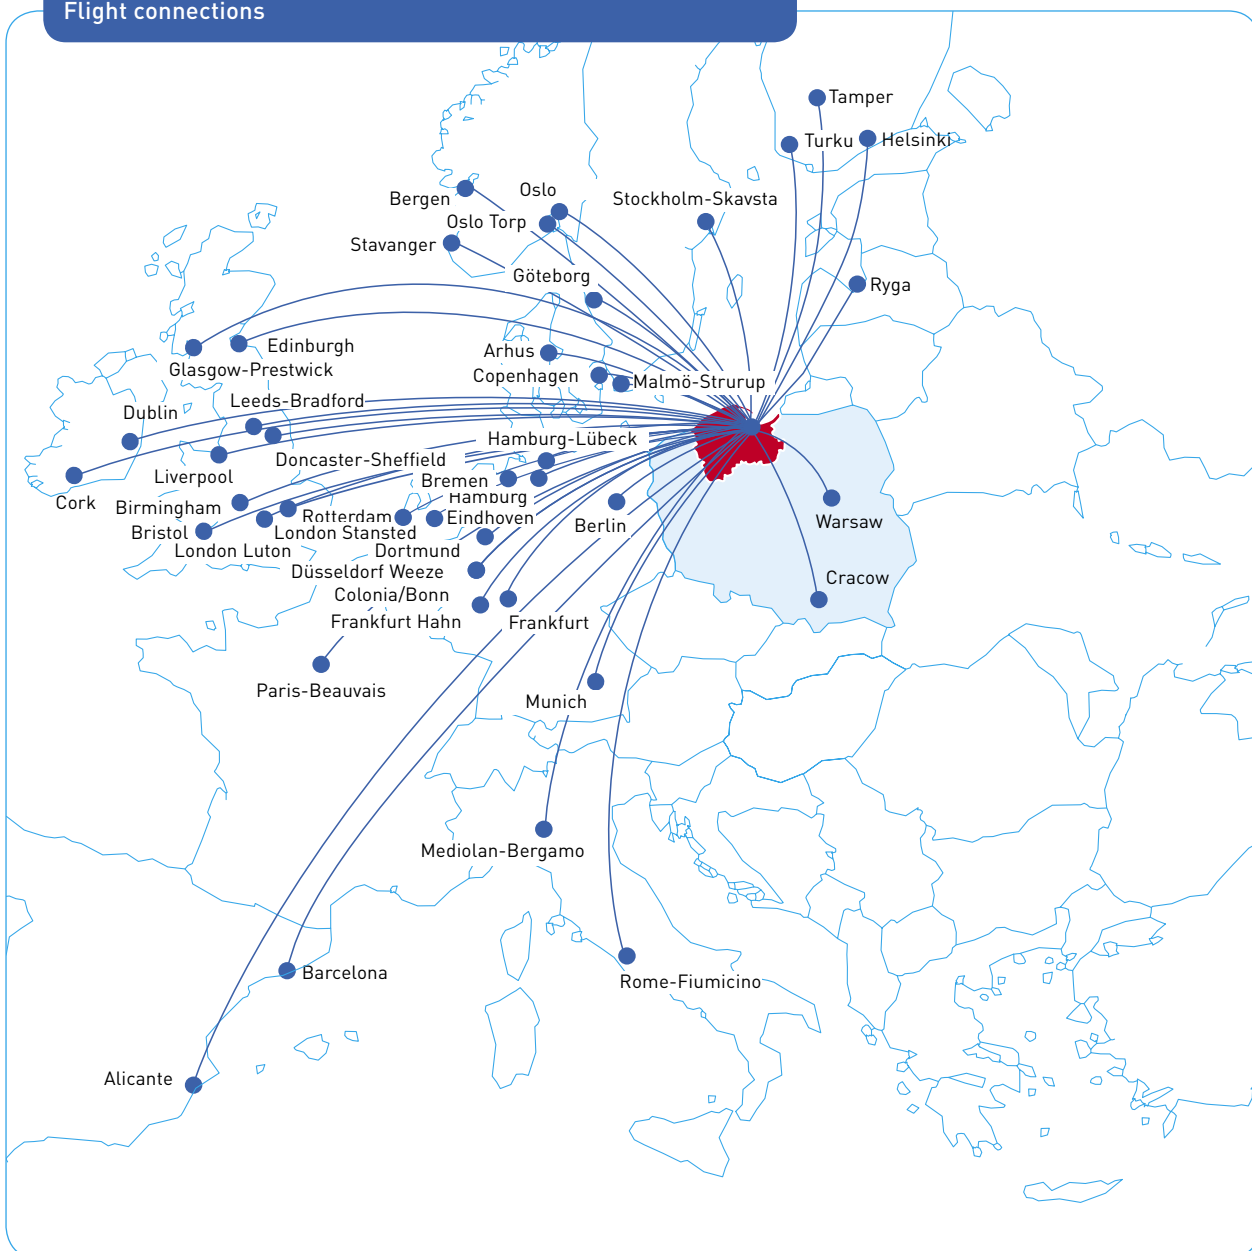 Flight connections
Tamper
Turku
Helsinki
Bergen
Oslo
Stockholm-Skavsta
Oslo Torp
Stavanger
Göteborg
Ryga
Edinburgh
Glasgow-Prestwick
Arhus
Copenhagen
Malmö-Strurup
Leeds-Bradford
Dublin
Hamburg-Lübeck
Doncaster-Sheffield
Liverpool
Bremen
Hamburg
Cork
Birmingham
Rotterdam
Eindhoven
Berlin
Warsaw
Bristol
London Stansted
London Luton
Dortmund
Düsseldorf Weeze
Cracow
Colonia/Bonn
Frankfurt Hahn
Frankfurt
Paris-Beauvais
Munich
Mediolan-Bergamo
Barcelona
Rome-Fiumicino
Alicante